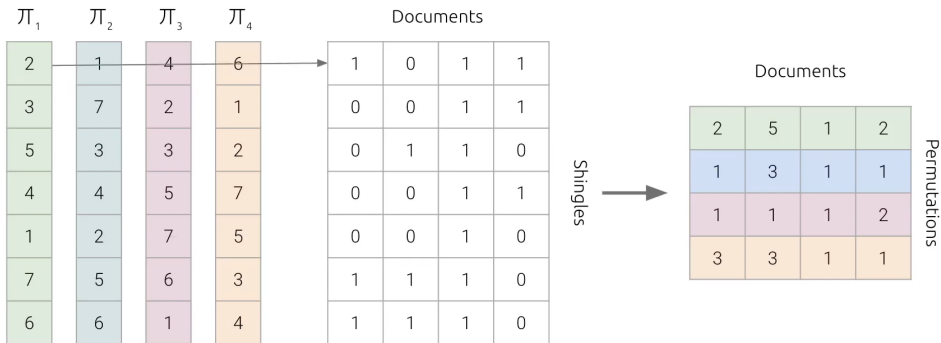 π₁ π₂ π₃ π₄ Documents
2 1 4 6 1 0 1 1
3 7 2 1 0 0 1 1
5 3 3 2 0 1 1 0
4 4 5 7 0 0 1 1
1 2 7 5 0 0 1 0
7 5 6 3 1 1 1 0
6 6 1 4 1 1 1 0
Shingles
Documents
2 5 1 2
1 3 1 1
1 1 1 2
3 3 1 1
Permutations